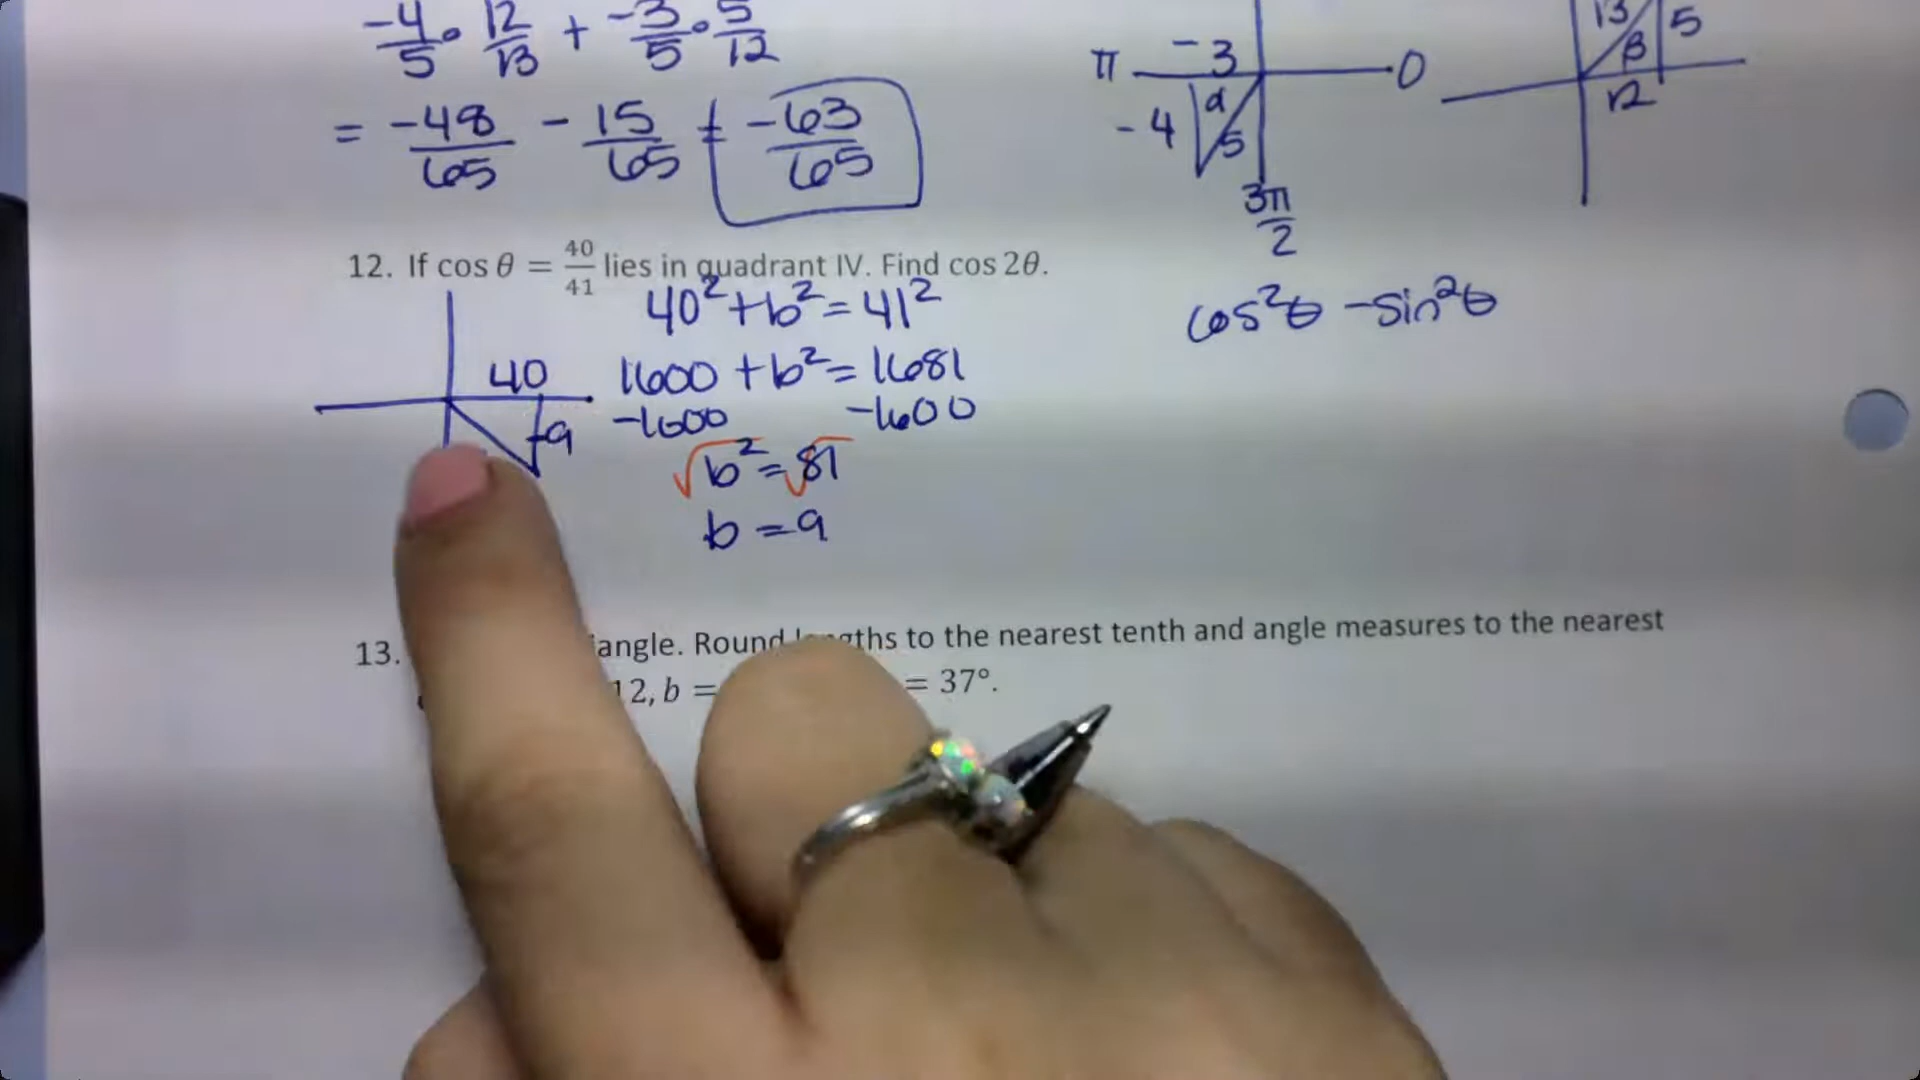 -4/5 · 12/13 + -3/5 · 5/12
= -48/65 - 15/65 = -63/65
π -3 0
-4 α 5
3π/2
13 5
β
12
12. If cos θ = 40/41 lies in quadrant IV. Find cos 2θ.
40² + b² = 41²
cos²θ - sin²θ
40
1600 + b² = 1681
-1600 -1600
-9
√b² = √81
b = 9
13. angle. Round to the nearest tenth and angle measures to the nearest
12, b = = 37°.